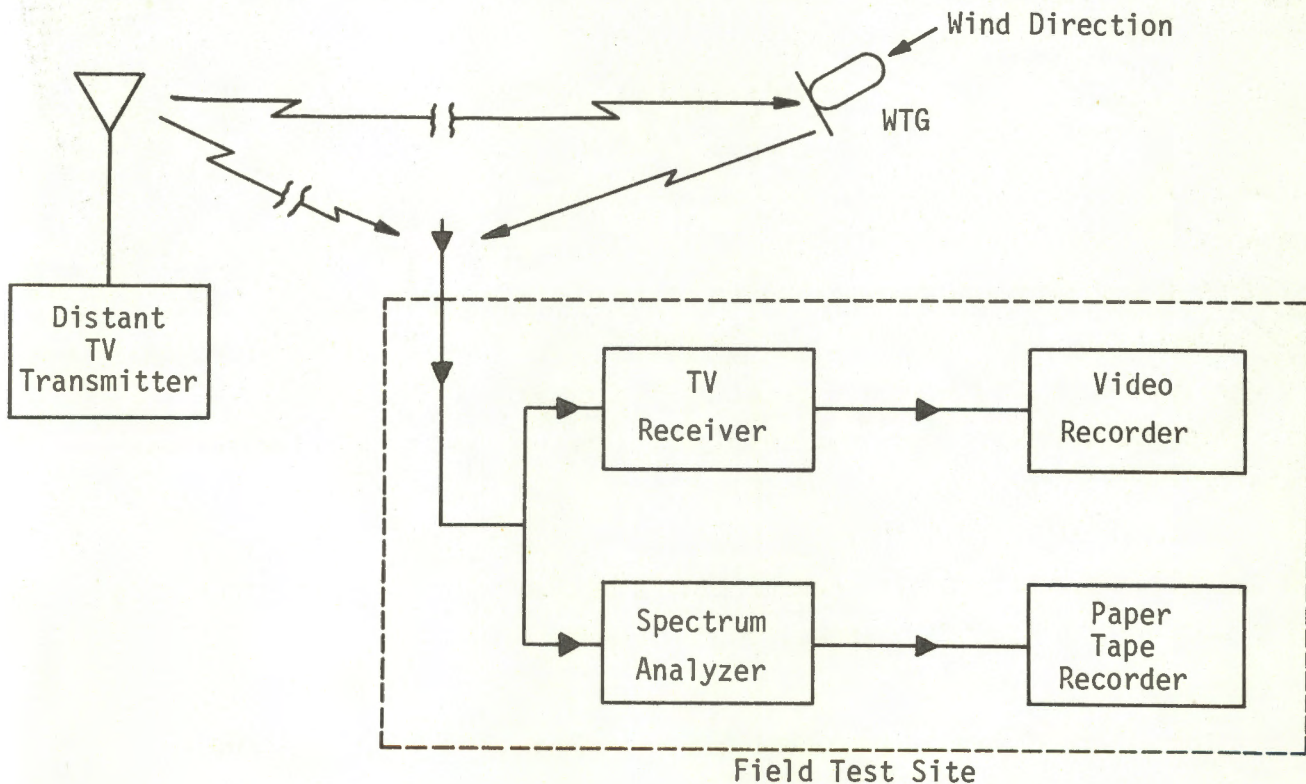 Wind Direction
WTG
Distant
TV
Transmitter
TV
Receiver
Video
Recorder
Spectrum
Analyzer
Paper
Tape
Recorder
Field Test Site